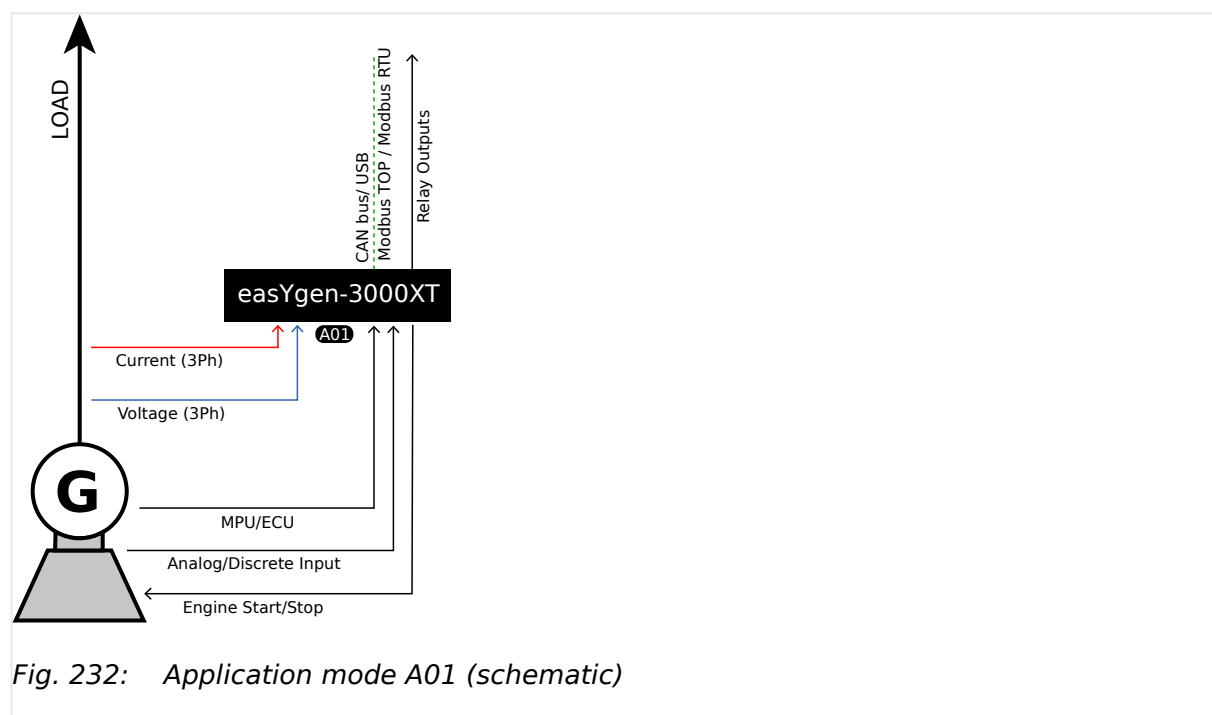 LOAD
CAN bus/ USB
Modbus TOP / Modbus RTU
Relay Outputs
easYgen-3000XT
A01
Current (3Ph)
Voltage (3Ph)
G
MPU/ECU
Analog/Discrete Input
Engine Start/Stop
Fig. 232: Application mode A01 (schematic)